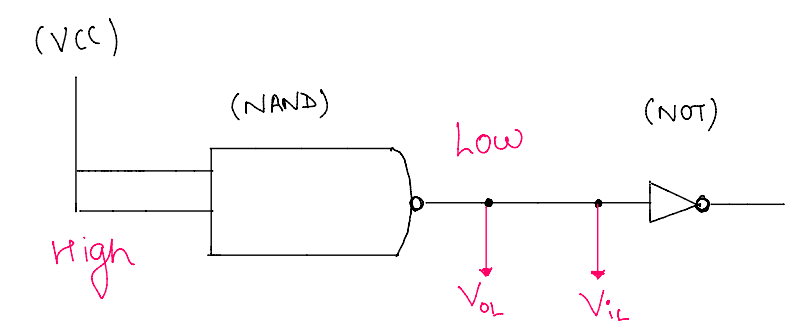 (VCC)
(NAND)
(NOT)
Low
High
VOL
ViL